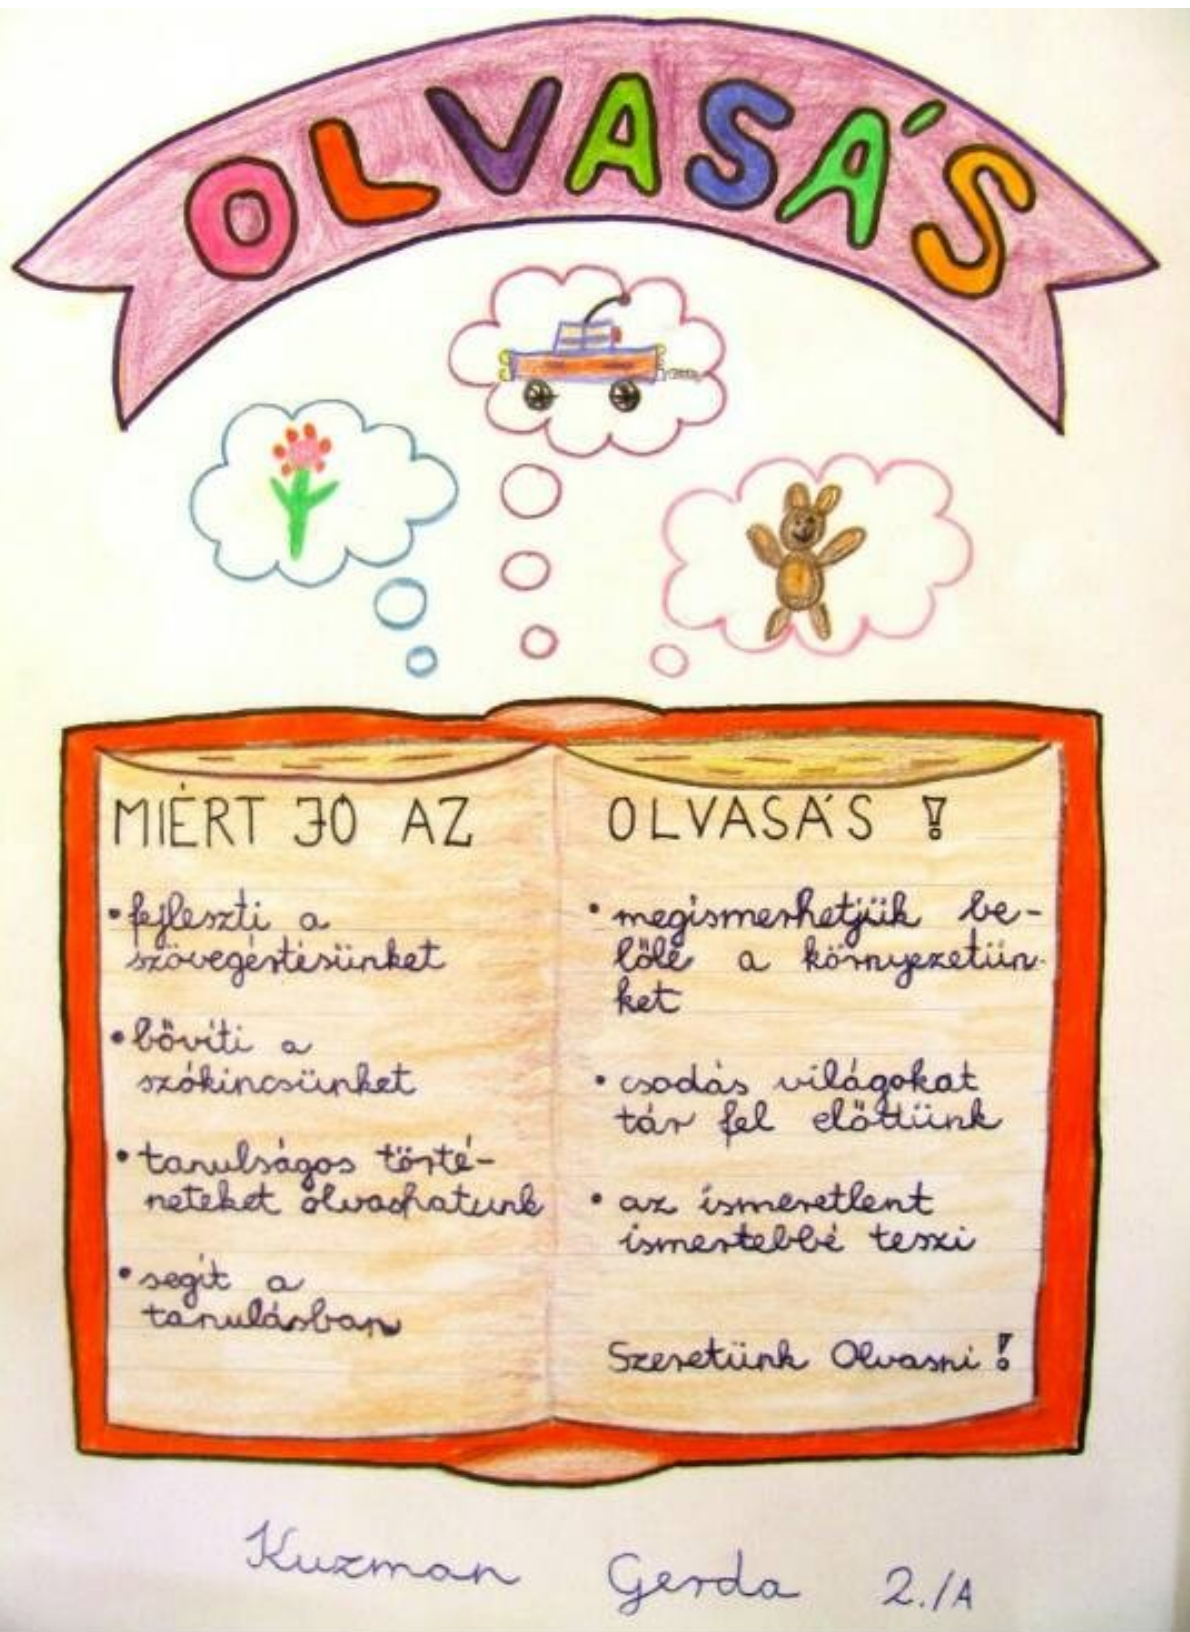 OLVASÁS
MIÉRT JÓ AZ
• fejleszti a
szövegértésünket
• bővíti a
szókincsünket
• tanulságos törté-
neteket olvashatunk
• segít a
tanulásban
OLVASÁS !
• megismerhetjük be-
lőle a környezetün-
ket
• csodás világokat
tár fel előttünk
• az ismeretlent
ismertebbé teszi
Szeretünk Olvasni !
Kuzman Gerda 2./A